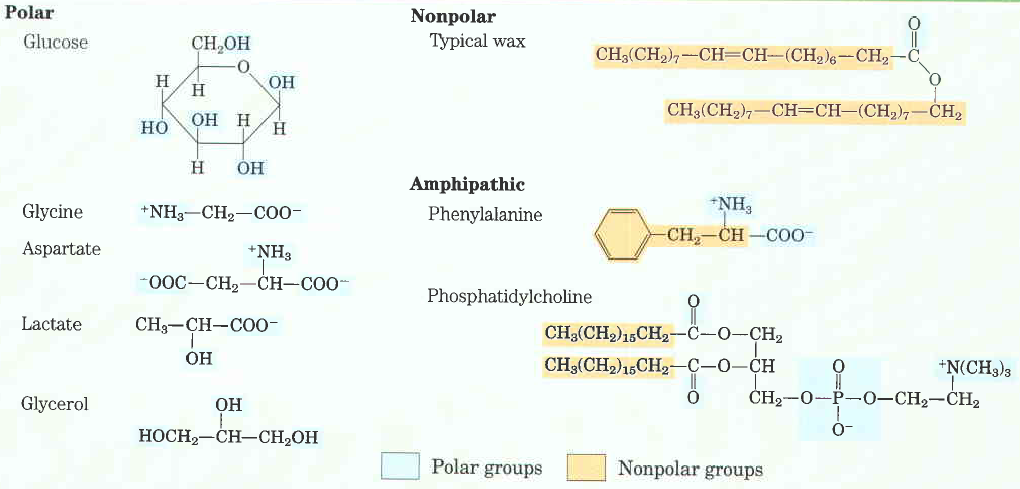 Polar
Glucose
CH₂OH
O
H
H
OH
HO
OH
H
H
H
OH
Glycine
⁺NH₃—CH₂—COO⁻
Aspartate
⁺NH₃
⁻OOC—CH₂—CH—COO⁻
Lactate
CH₃—CH—COO⁻
OH
Glycerol
OH
HOCH₂—CH—CH₂OH
Nonpolar
Typical wax
O
CH₃(CH₂)₇—CH=CH—(CH₂)₆—CH₂—C
O
CH₃(CH₂)₇—CH=CH—(CH₂)₇—CH₂
Amphipathic
Phenylalanine
⁺NH₃
CH₂—CH—COO⁻
Phosphatidylcholine
O
CH₃(CH₂)₁₅CH₂—C—O—CH₂
CH₃(CH₂)₁₅CH₂—C—O—CH
O
O
⁺N(CH₃)₃
CH₂—O—P—O—CH₂—CH₂
O⁻
Polar groups
Nonpolar groups